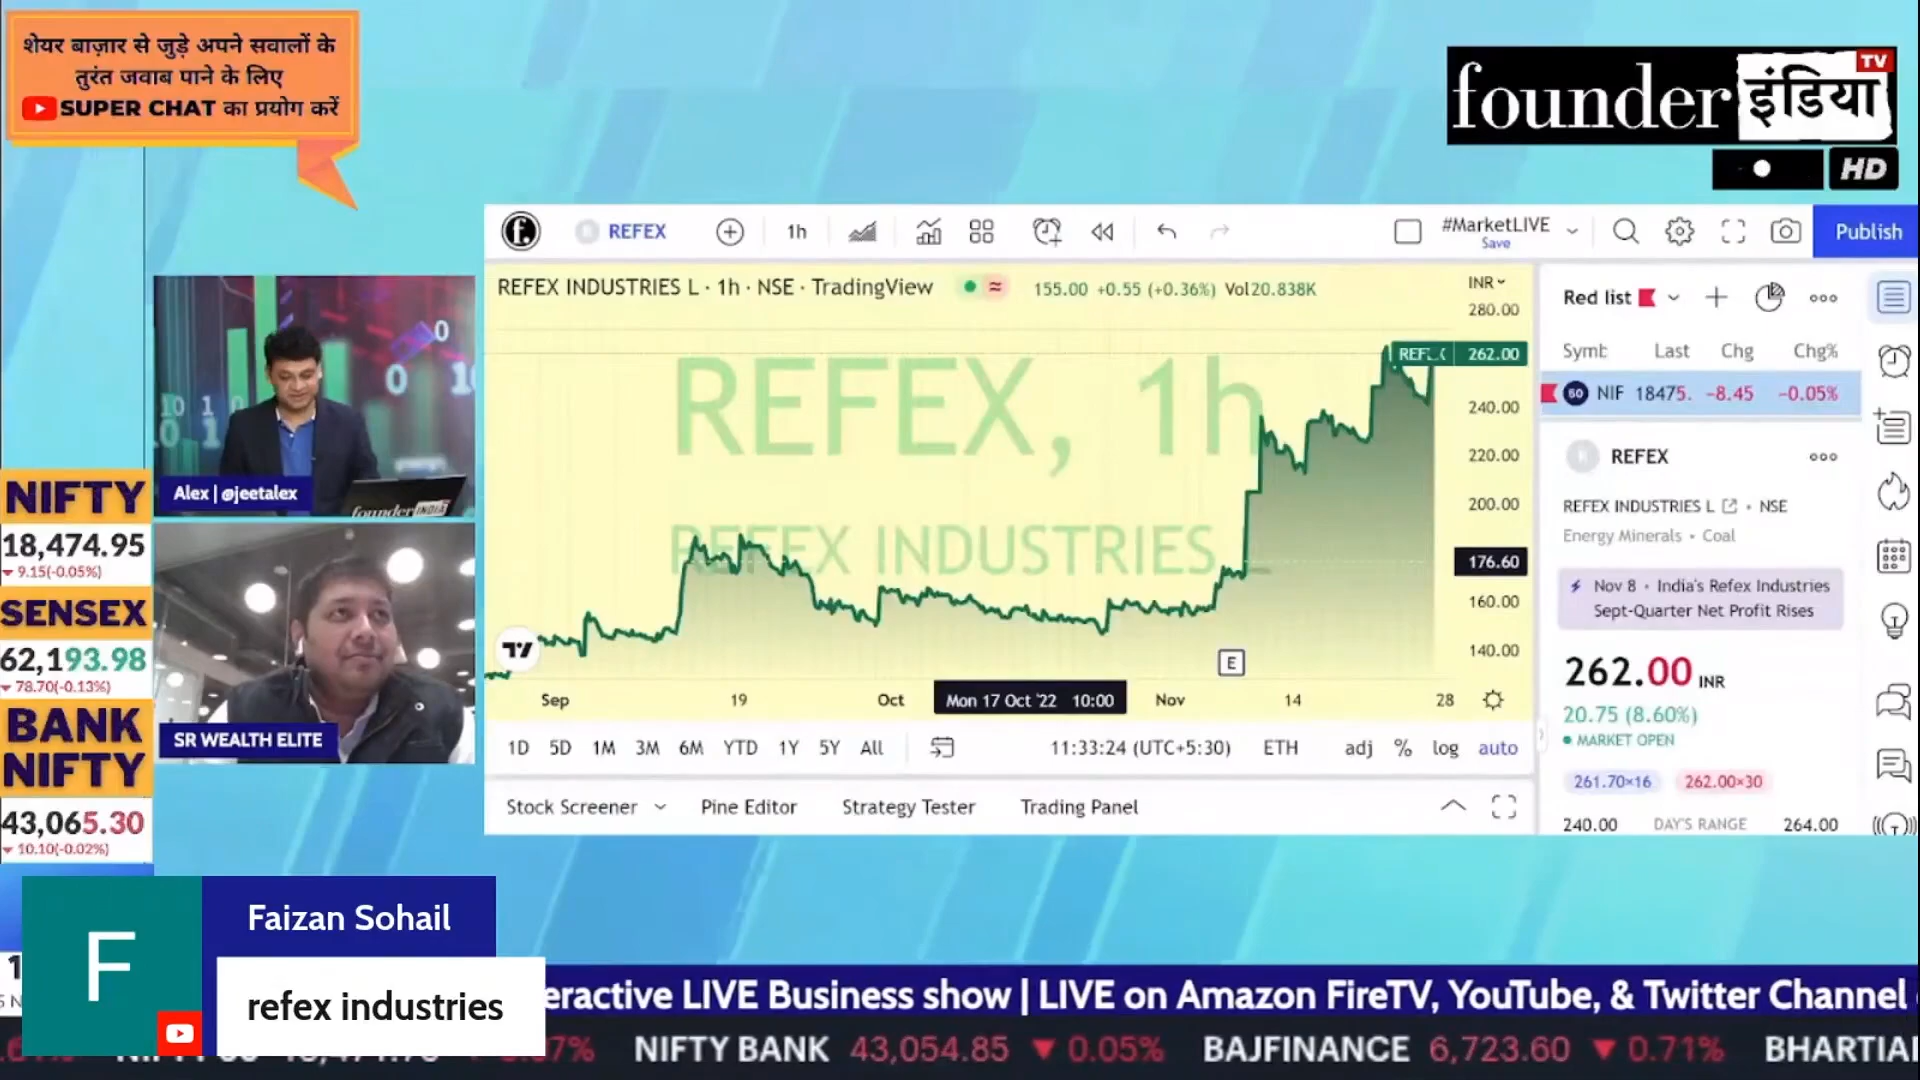 शेयर बाज़ार से जुड़े अपने सवालों के
तुरंत जवाब पाने के लिए
SUPER CHAT का प्रयोग करें
founder इंडिया TV
HD
REFEX
1h
#MarketLIVE
Save
Publish
REFEX INDUSTRIES L · 1h · NSE · TradingView
155.00 +0.55 (+0.36%) Vol20.838K
INR
280.00
262.00
240.00
220.00
200.00
176.60
160.00
140.00
REFEX, 1h
REFEX INDUSTRIES
E
Sep 19 Oct Mon 17 Oct '22 10:00 Nov 14 28
1D 5D 1M 3M 6M YTD 1Y 5Y All
11:33:24 (UTC+5:30) ETH adj % log auto
Stock Screener Pine Editor Strategy Tester Trading Panel
Red list
Last Chg Chg%
50 NIF 18475. −8.45 −0.05%
REFEX
REFEX INDUSTRIES L • NSE
Energy Minerals • Coal
Nov 8 • India's Refex Industries
Sept-Quarter Net Profit Rises
262.00 INR
20.75 (8.60%)
MARKET OPEN
261.70×16 262.00×30
240.00 DAY'S RANGE 264.00
Alex | @jeetalex
founder INDIA
SR WEALTH ELITE
NIFTY
18,474.95
9.15(-0.05%)
SENSEX
62,193.98
78.70(-0.13%)
BANK
NIFTY
43,065.30
10.10(-0.02%)
F
Faizan Sohail
refex industries
eractive LIVE Business show | LIVE on Amazon FireTV, YouTube, & Twitter Channel
NIFTY BANK 43,054.85 ▼ 0.05% BAJFINANCE 6,723.60 ▼ 0.71% BHARTIA